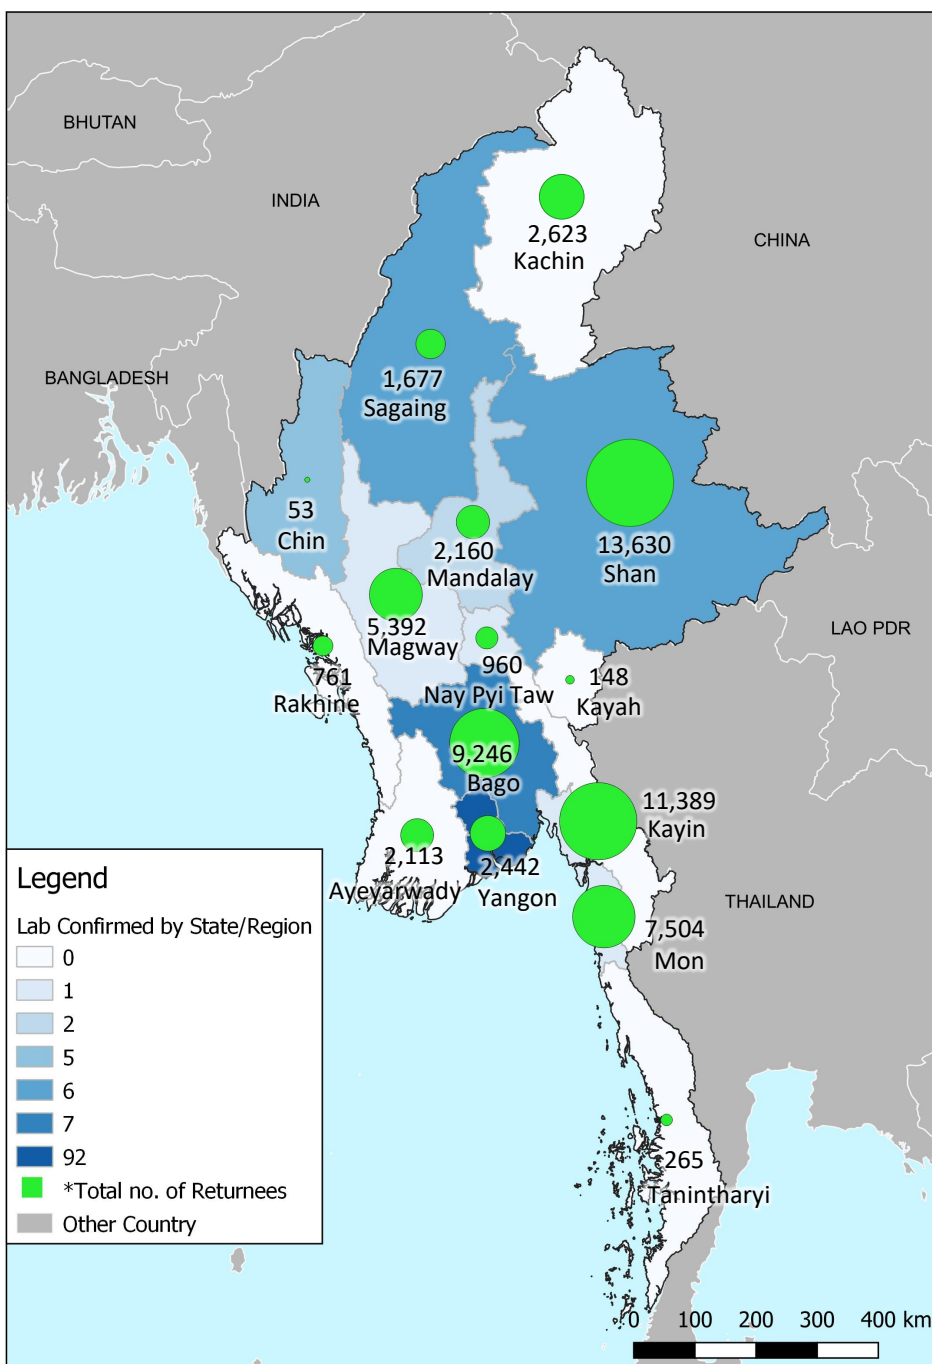 BHUTAN
INDIA
CHINA
2,623
Kachin
BANGLADESH
1,677
Sagaing
53
Chin
2,160
Mandalay
13,630
Shan
5,392
Magway
LAO PDR
960
Nay Pyi Taw
761
Rakhine
148
Kayah
9,246
Bago
11,389
Kayin
2,113
Ayeyarwady
2,442
Yangon
THAILAND
7,504
Mon
265
Tanintharyi
Legend
Lab Confirmed by State/Region
0
1
2
5
6
7
92
*Total no. of Returnees
Other Country
0 100 200 300 400 km